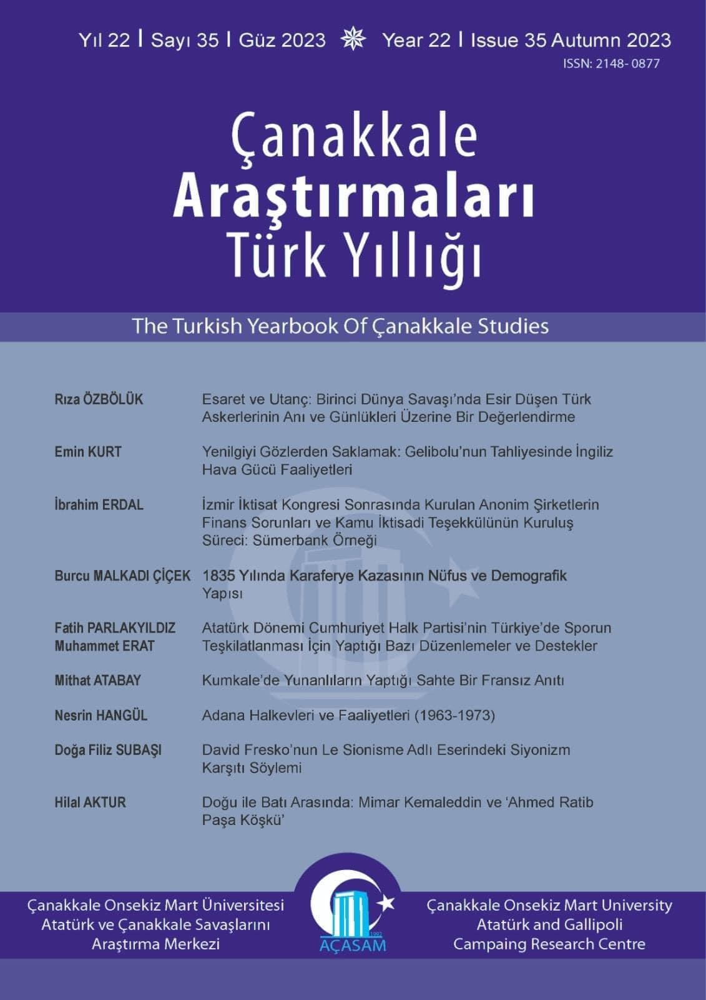 Yıl 22 | Sayı 35 | Güz 2023 Year 22 | Issue 35 Autumn 2023
ISSN: 2148- 0877
Çanakkale
Araştırmaları
Türk Yıllığı
The Turkish Yearbook Of Çanakkale Studies
Rıza ÖZBÖLÜK Esaret ve Utanç: Birinci Dünya Savaşı’nda Esir Düşen Türk
Askerlerinin Anı ve Günlükleri Üzerine Bir Değerlendirme
Emin KURT Yenilgiyi Gözlerden Saklamak: Gelibolu’nun Tahliyesinde İngiliz
Hava Gücü Faaliyetleri
İbrahim ERDAL İzmir İktisat Kongresi Sonrasında Kurulan Anonim Şirketlerin
Finans Sorunları ve Kamu İktisadi Teşekkülünün Kuruluş
Süreci: Sümerbank Örneği
Burcu MALKADI ÇİÇEK 1835 Yılında Karaferye Kazasının Nüfus ve Demografik
Yapısı
Fatih PARLAKYILDIZ Atatürk Dönemi Cumhuriyet Halk Partisi’nin Türkiye’de Sporun
Muhammet ERAT Teşkilatlanması İçin Yaptığı Bazı Düzenlemeler ve Destekler
Mithat ATABAY Kumkale’de Yunanlıların Yaptığı Sahte Bir Fransız Anıtı
Nesrin HANGÜL Adana Halkevleri ve Faaliyetleri (1963-1973)
Doğa Filiz SUBAŞI David Fresko’nun Le Sionisme Adlı Eserindeki Siyonizm
Karşıtı Söylemi
Hilal AKTUR Doğu ile Batı Arasında: Mimar Kemaleddin ve ‘Ahmed Ratib
Paşa Köşkü’
Çanakkale Onsekiz Mart Üniversitesi
Atatürk ve Çanakkale Savaşlarını
Araştırma Merkezi
1992
AÇASAM
Çanakkale Onsekiz Mart University
Atatürk and Gallipoli
Campaing Research Centre